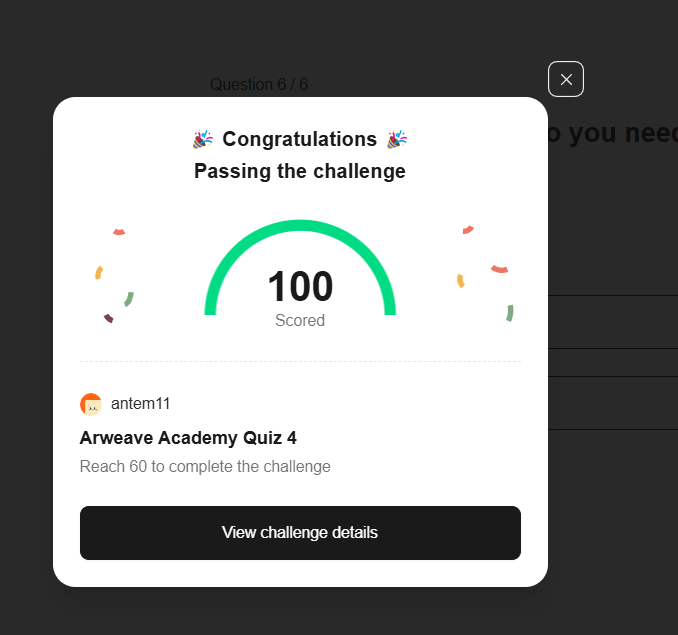 Question 6 / 6
o you need
🎉 Congratulations 🎉
Passing the challenge
100
Scored
antem11
Arweave Academy Quiz 4
Reach 60 to complete the challenge
View challenge details